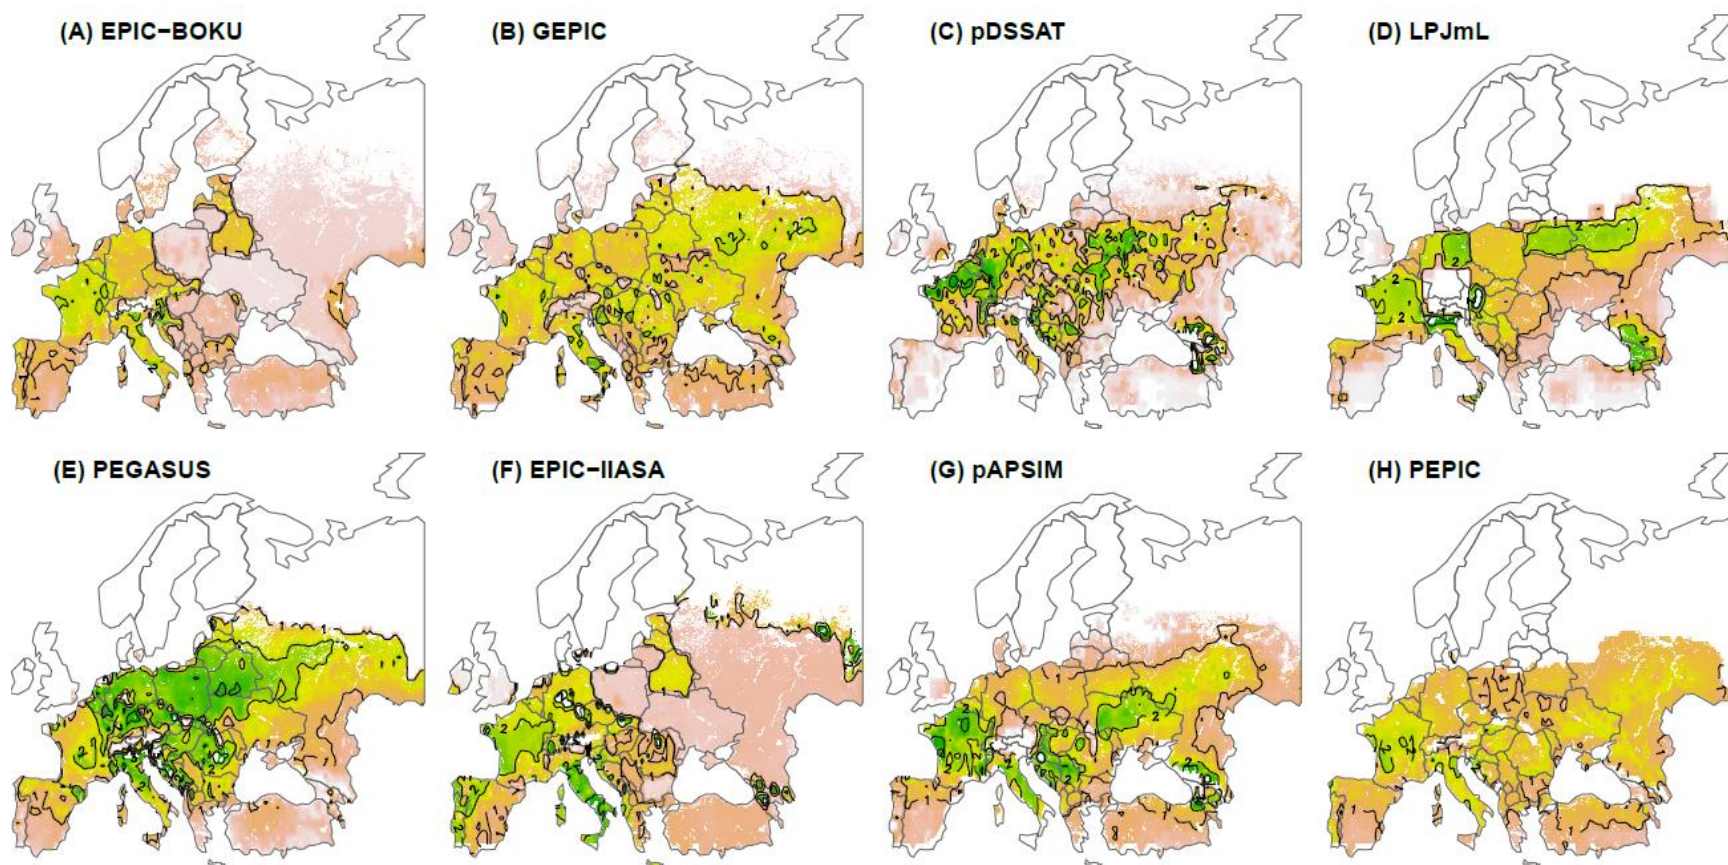 (A) EPIC−BOKU
(B) GEPIC
(C) pDSSAT
(D) LPJmL
(E) PEGASUS
(F) EPIC−IIASA
(G) pAPSIM
(H) PEPIC